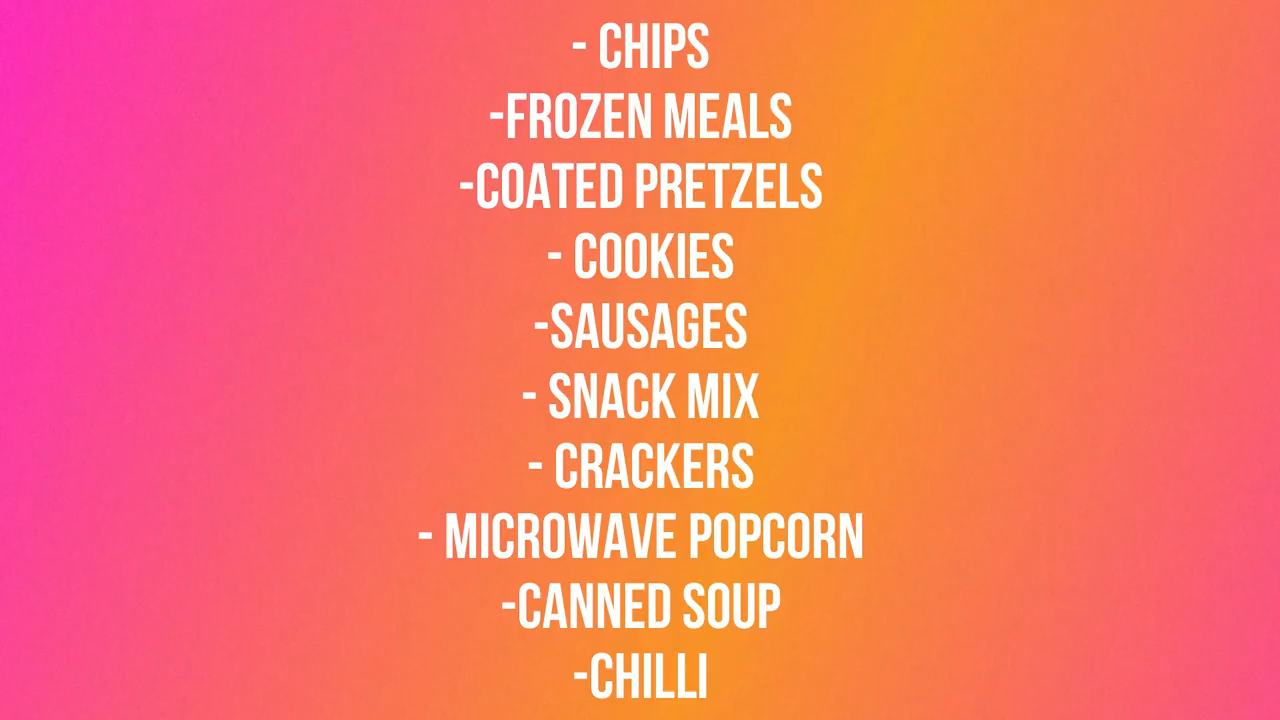 - CHIPS
-FROZEN MEALS
-COATED PRETZELS
- COOKIES
-SAUSAGES
- SNACK MIX
- CRACKERS
- MICROWAVE POPCORN
-CANNED SOUP
-CHILLI